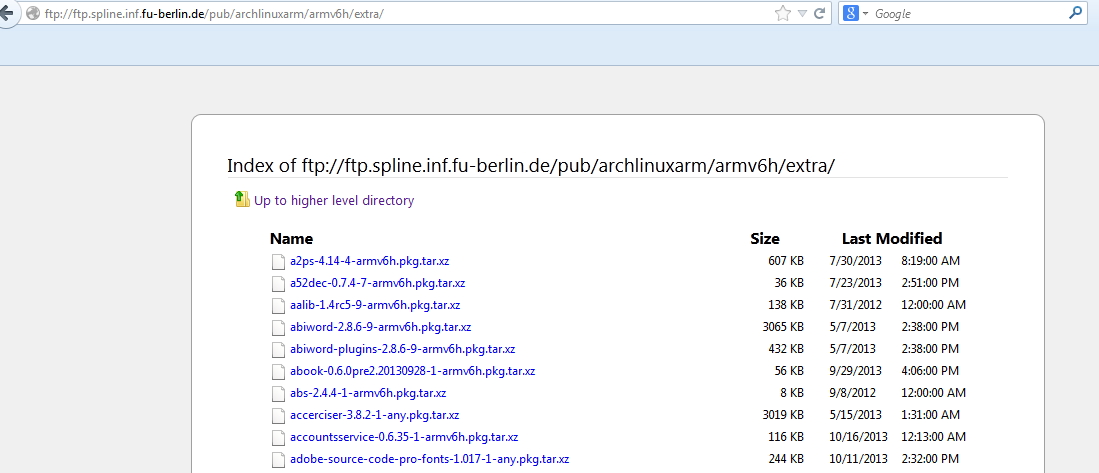 ftp://ftp.spline.inf.fu-berlin.de/pub/archlinuxarm/armv6h/extra/
Google
Index of ftp://ftp.spline.inf.fu-berlin.de/pub/archlinuxarm/armv6h/extra/
Up to higher level directory
Name Size Last Modified
a2ps-4.14-4-armv6h.pkg.tar.xz 607 KB 7/30/2013 8:19:00 AM
a52dec-0.7.4-7-armv6h.pkg.tar.xz 36 KB 7/23/2013 2:51:00 PM
aalib-1.4rc5-9-armv6h.pkg.tar.xz 138 KB 7/31/2012 12:00:00 AM
abiword-2.8.6-9-armv6h.pkg.tar.xz 3065 KB 5/7/2013 2:38:00 PM
abiword-plugins-2.8.6-9-armv6h.pkg.tar.xz 432 KB 5/7/2013 2:38:00 PM
abook-0.6.0pre2.20130928-1-armv6h.pkg.tar.xz 56 KB 9/29/2013 4:06:00 PM
abs-2.4.4-1-armv6h.pkg.tar.xz 8 KB 9/8/2012 12:00:00 AM
accerciser-3.8.2-1-any.pkg.tar.xz 3019 KB 5/15/2013 1:31:00 AM
accountsservice-0.6.35-1-armv6h.pkg.tar.xz 116 KB 10/16/2013 12:13:00 AM
adobe-source-code-pro-fonts-1.017-1-any.pkg.tar.xz 244 KB 10/11/2013 2:32:00 PM